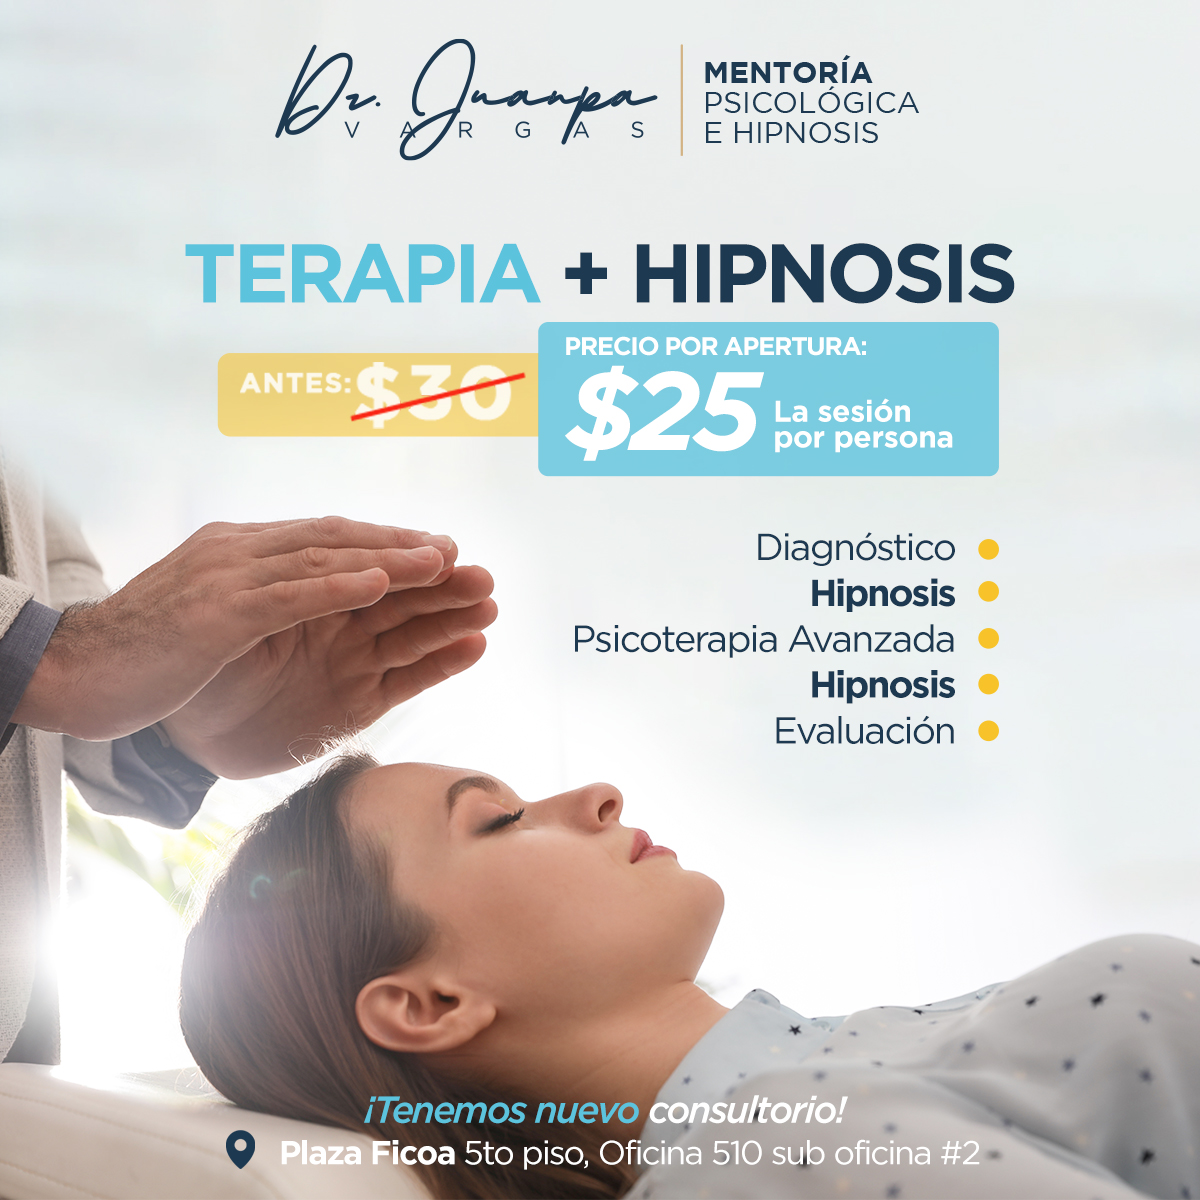 Dr. Juanpa
VARGAS
MENTORÍA
PSICOLÓGICA
E HIPNOSIS
TERAPIA + HIPNOSIS
ANTES: $30
PRECIO POR APERTURA:
$25 La sesión
por persona
Diagnóstico
Hipnosis
Psicoterapia Avanzada
Hipnosis
Evaluación
¡Tenemos nuevo consultorio!
Plaza Ficoa 5to piso, Oficina 510 sub oficina #2